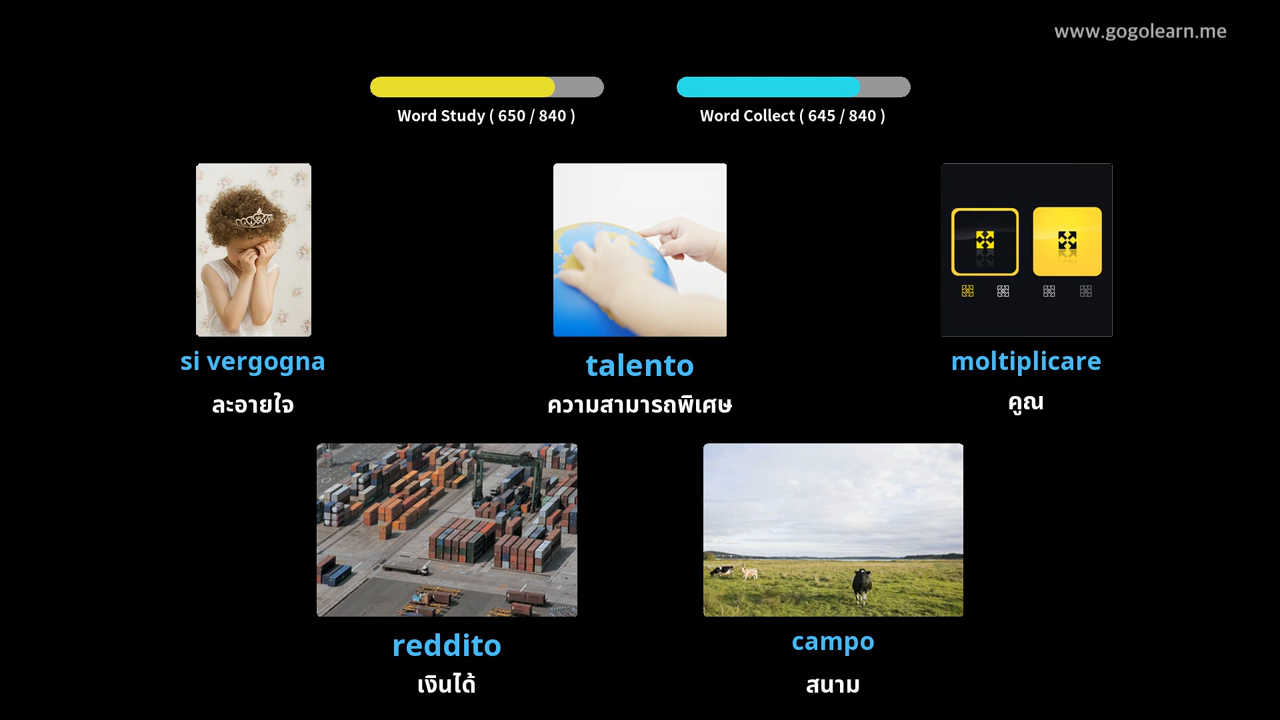 www.gogolearn.me
Word Study ( 650 / 840 )
Word Collect ( 645 / 840 )
si vergogna
ละอายใจ
talento
ความสามารถพิเศษ
moltiplicare
คูณ
reddito
เงินได้
campo
สนาม